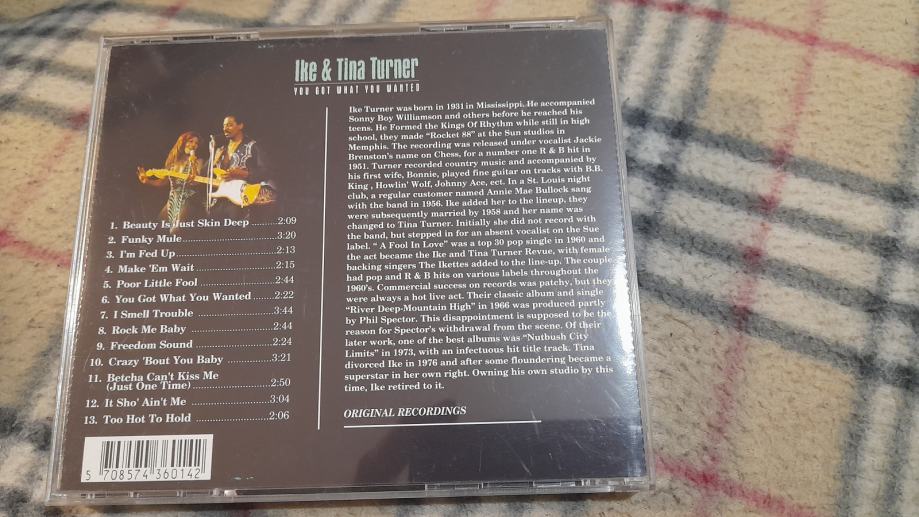 Ike & Tina Turner
YOU GOT WHAT YOU WANTED
1. Beauty Is Just Skin Deep ..........2:09
2. Funky Mule..........3:20
3. I'm Fed Up..........2:13
4. Make 'Em Wait ..........2:15
5. Poor Little Fool ..........2:44
6. You Got What You Wanted..........2:22
7. I Smell Trouble ..........3:44
8. Rock Me Baby ..........2:44
9. Freedom Sound ..........2:24
10. Crazy 'Bout You Baby ..........3:21
11. Betcha Can't Kiss Me
(Just One Time) ..........2:50
12. It Sho' Ain't Me ..........3:04
13. Too Hot To Hold ..........2:06
5 708574 360142
Ike Turner was born in 1931 in Mississippi. He accompanied
Sonny Boy Williamson and others before he reached his
teens. He Formed the Kings Of Rhythm while still in high
school, they made "Rocket 88" at the Sun studios in
Memphis. The recording was released under vocalist Jackie
Brenston's name on Chess, for a number one R & B hit in
1951. Turner recorded country music and accompanied by
his first wife, Bonnie, played fine guitar on tracks with B.B.
King , Howlin' Wolf, Johnny Ace, ect. In a St. Louis night
club, a regular customer named Annie Mae Bullock sang
with the band in 1956. Ike added her to the lineup, they
were subsequently married by 1958 and her name was
changed to Tina Turner. Initially she did not record with
the band, but stepped in for an absent vocalist on the Sue
label. " A Fool In Love" was a top 30 pop single in 1960 and
the act became the Ike and Tina Turner Revue, with female
backing singers The Ikettes added to the line-up. The couple
had pop and R & B hits on various labels throughout the
1960's. Commercial success on records was patchy, but they
were always a hot live act. Their classic album and single
"River Deep-Mountain High" in 1966 was produced partly
by Phil Spector. This disappointment is supposed to be the
reason for Spector's withdrawal from the scene. Of their
later work, one of the best albums was "Nutbush City
Limits" in 1973, with an infectuous hit title track. Tina
divorced Ike in 1976 and after some floundering became a
superstar in her own right. Owning his own studio by this
time, Ike retired to it.
ORIGINAL RECORDINGS